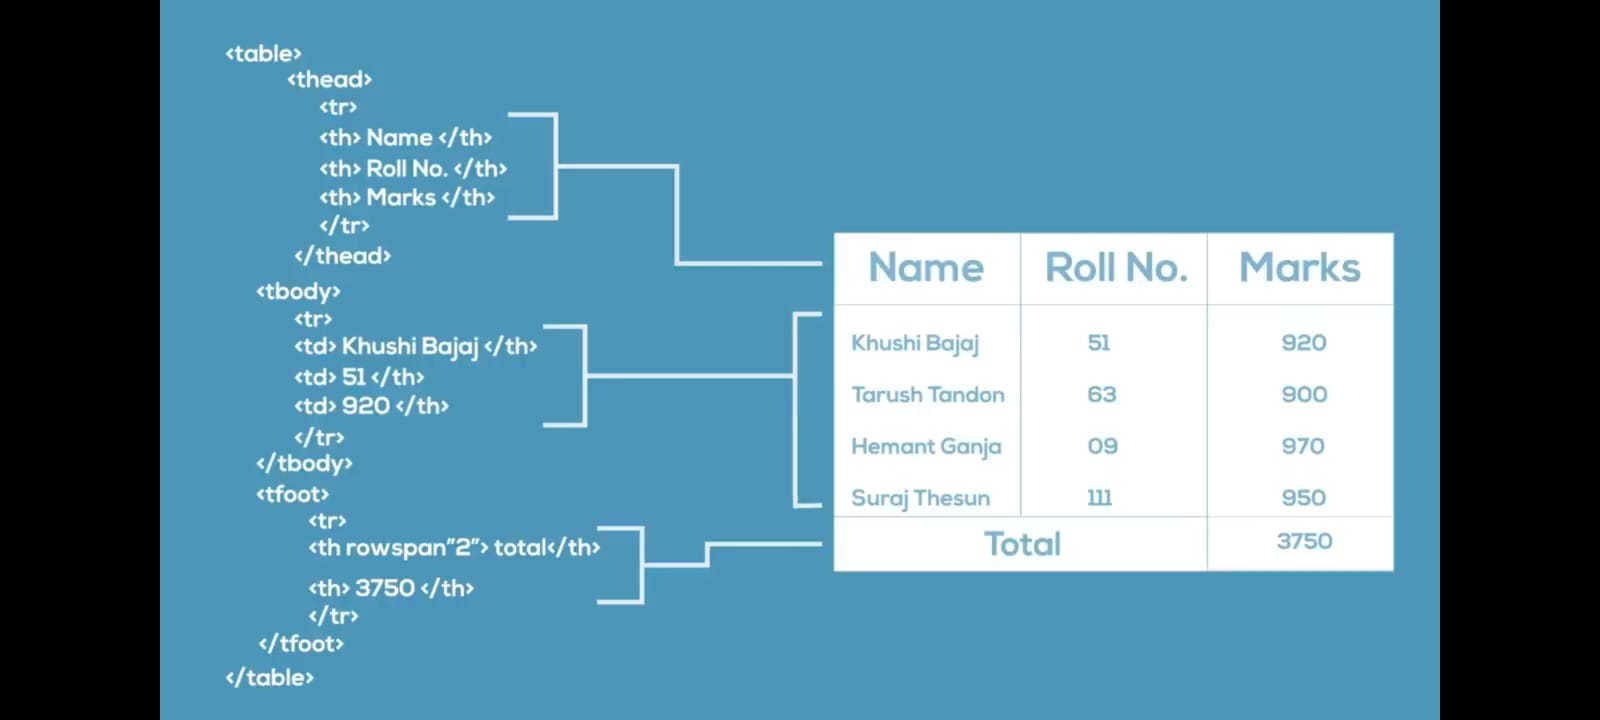 <table>
<thead>
<tr>
<th> Name </th>
<th> Roll No. </th>
<th> Marks </th>
</tr>
</thead>
<tbody>
<tr>
<td> Khushi Bajaj </th>
<td> 51 </th>
<td> 920 </th>
</tr>
</tbody>
<tfoot>
<tr>
<th rowspan"2"> total</th>
<th> 3750 </th>
</tr>
</tfoot>
</table>
Name Roll No. Marks
Khushi Bajaj 51 920
Tarush Tandon 63 900
Hemant Ganja 09 970
Suraj Thesun 111 950
Total 3750